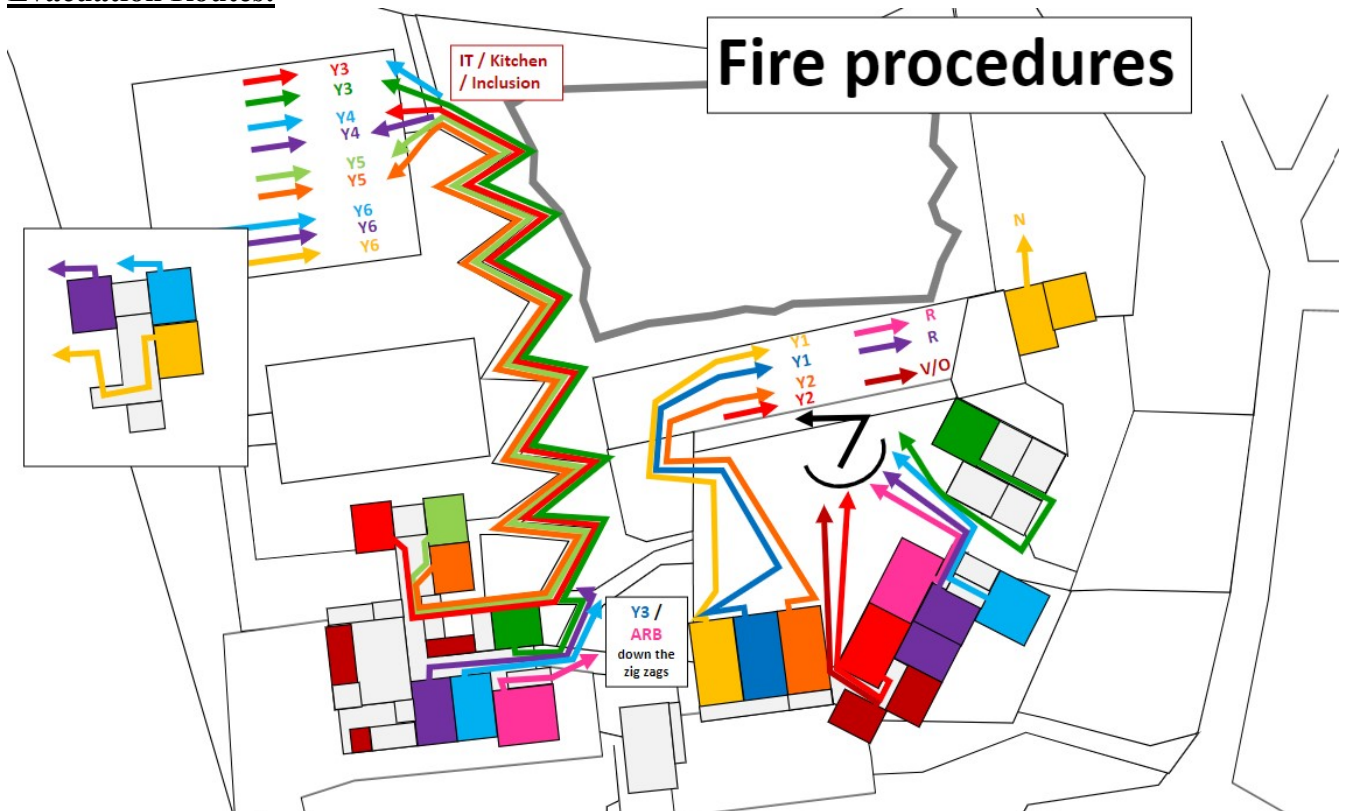 Evacuation Routes:
Fire procedures
IT / Kitchen
/ Inclusion
Y3
Y3
Y4
Y4
Y5
Y5
Y6
Y6
Y6
N
R
R
V/O
Y1
Y1
Y2
Y2
Y3 /
ARB
down the
zig zags